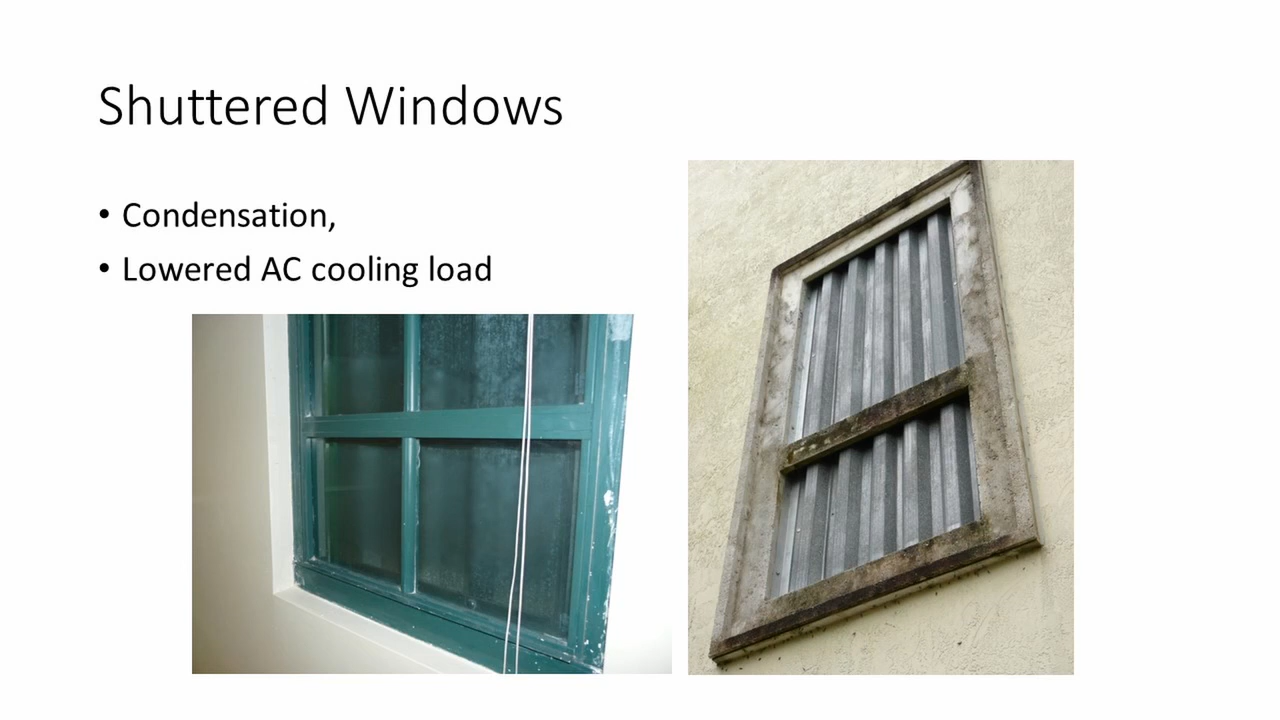 Shuttered Windows
• Condensation,
• Lowered AC cooling load